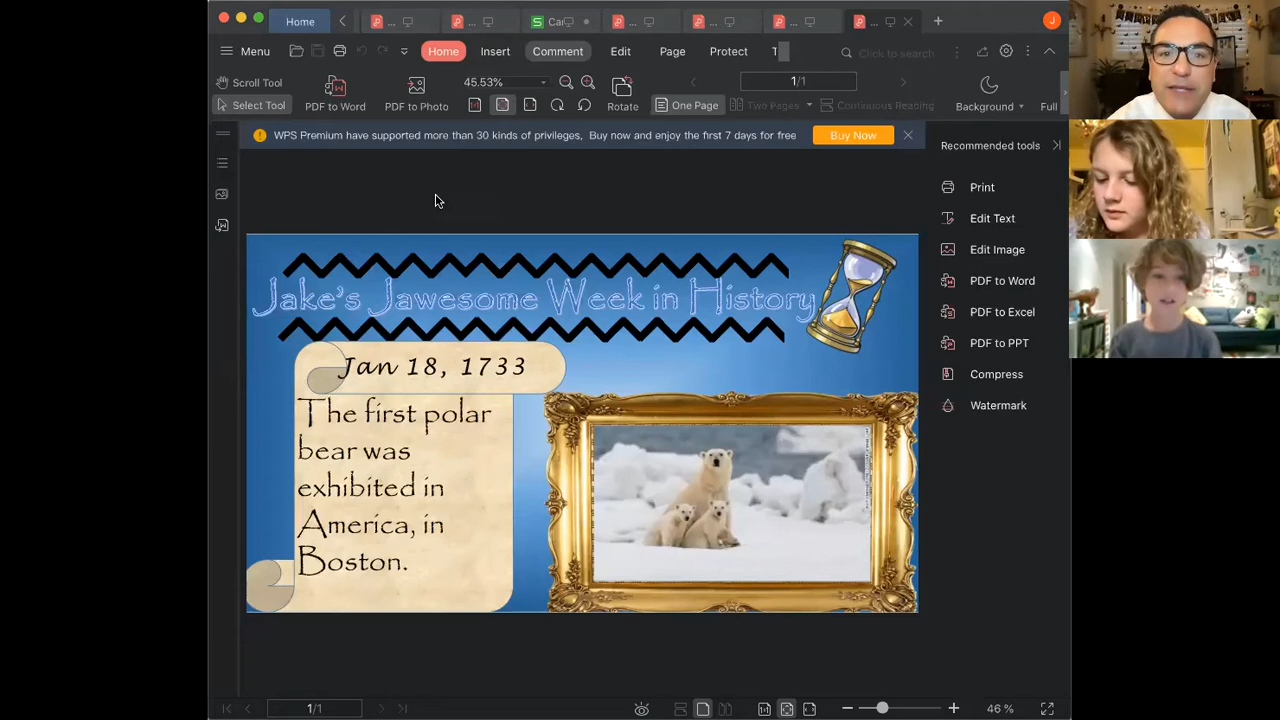 Home
...
...
Car
...
...
...
...
J
Menu
Home
Insert
Comment
Edit
Page
Protect
T
Click to search
Scroll Tool
45.53%
1/1
Select Tool
PDF to Word
PDF to Photo
Rotate
One Page
Two Pages
Continuous Reading
Background
Full
WPS Premium have supported more than 30 kinds of privileges, Buy now and enjoy the first 7 days for free
Buy Now
Recommended tools
Print
Edit Text
Edit Image
PDF to Word
PDF to Excel
PDF to PPT
Compress
Watermark
Jake's Jawesome Week in History
Jan 18, 1733
The first polar
bear was
exhibited in
America, in
Boston.
1/1
46 %